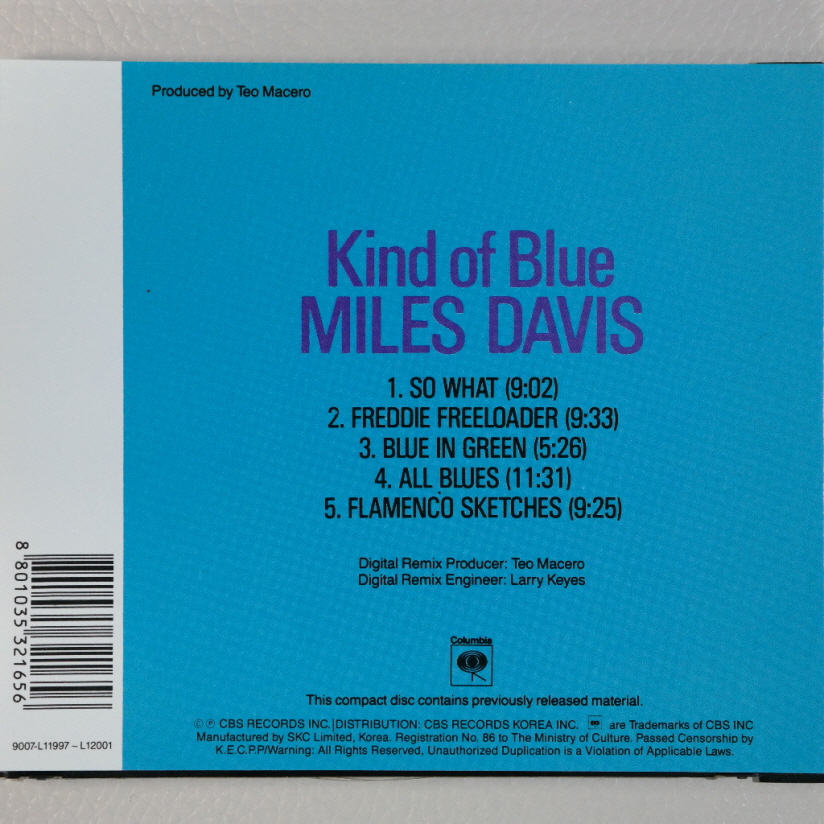 Produced by Teo Macero
Kind of Blue
MILES DAVIS
1. SO WHAT (9:02)
2. FREDDIE FREELOADER (9:33)
3. BLUE IN GREEN (5:26)
4. ALL BLUES (11:31)
5. FLAMENCO SKETCHES (9:25)
Digital Remix Producer: Teo Macero
Digital Remix Engineer: Larry Keyes
Columbia
This compact disc contains previously released material.
© ℗ CBS RECORDS INC.|DISTRIBUTION: CBS RECORDS KOREA INC. are Trademarks of CBS INC
Manufactured by SKC Limited, Korea. Registration No. 86 to The Ministry of Culture. Passed Censorship by
K.E.C.P.P/Warning: All Rights Reserved, Unauthorized Duplication is a Violation of Applicable Laws.
8 801035 321656
9007-L11997 – L12001